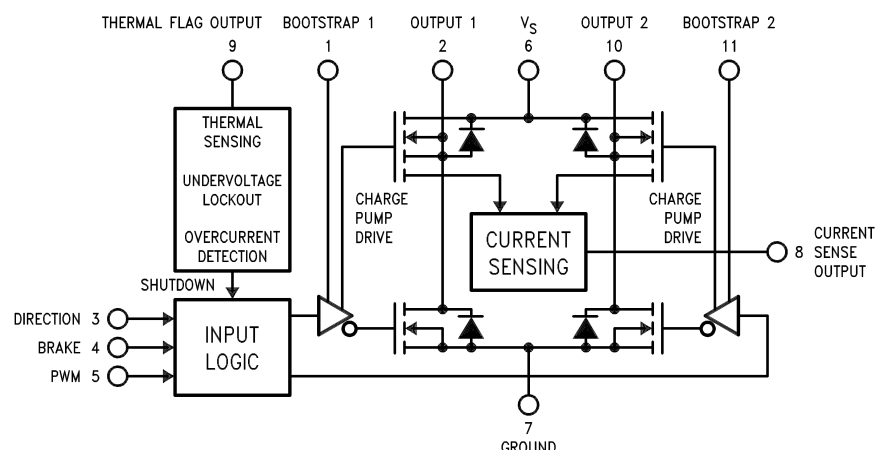 THERMAL FLAG OUTPUT
9
BOOTSTRAP 1
1
OUTPUT 1
2
VS
6
OUTPUT 2
10
BOOTSTRAP 2
11
THERMAL
SENSING
UNDERVOLTAGE
LOCKOUT
OVERCURRENT
DETECTION
SHUTDOWN
CHARGE
PUMP
DRIVE
CURRENT
SENSING
CHARGE
PUMP
DRIVE
8 CURRENT
SENSE
OUTPUT
DIRECTION 3
BRAKE 4
PWM 5
INPUT
LOGIC
7
GROUND